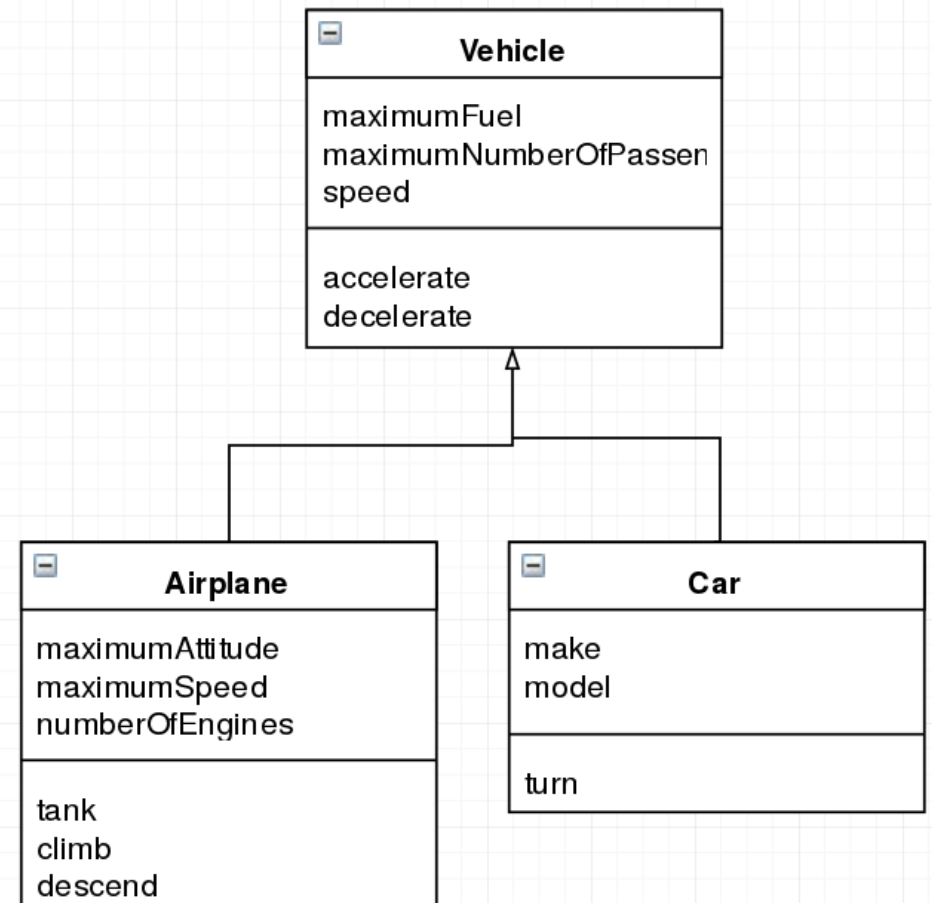 Vehicle
maximumFuel
maximumNumberOfPassen
speed
accelerate
decelerate
Airplane
maximumAttitude
maximumSpeed
numberOfEngines
tank
climb
descend
Car
make
model
turn